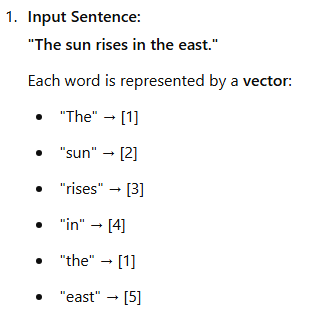 1. Input Sentence:
"The sun rises in the east."
Each word is represented by a vector:
• "The" → [1]
• "sun" → [2]
• "rises" → [3]
• "in" → [4]
• "the" → [1]
• "east" → [5]